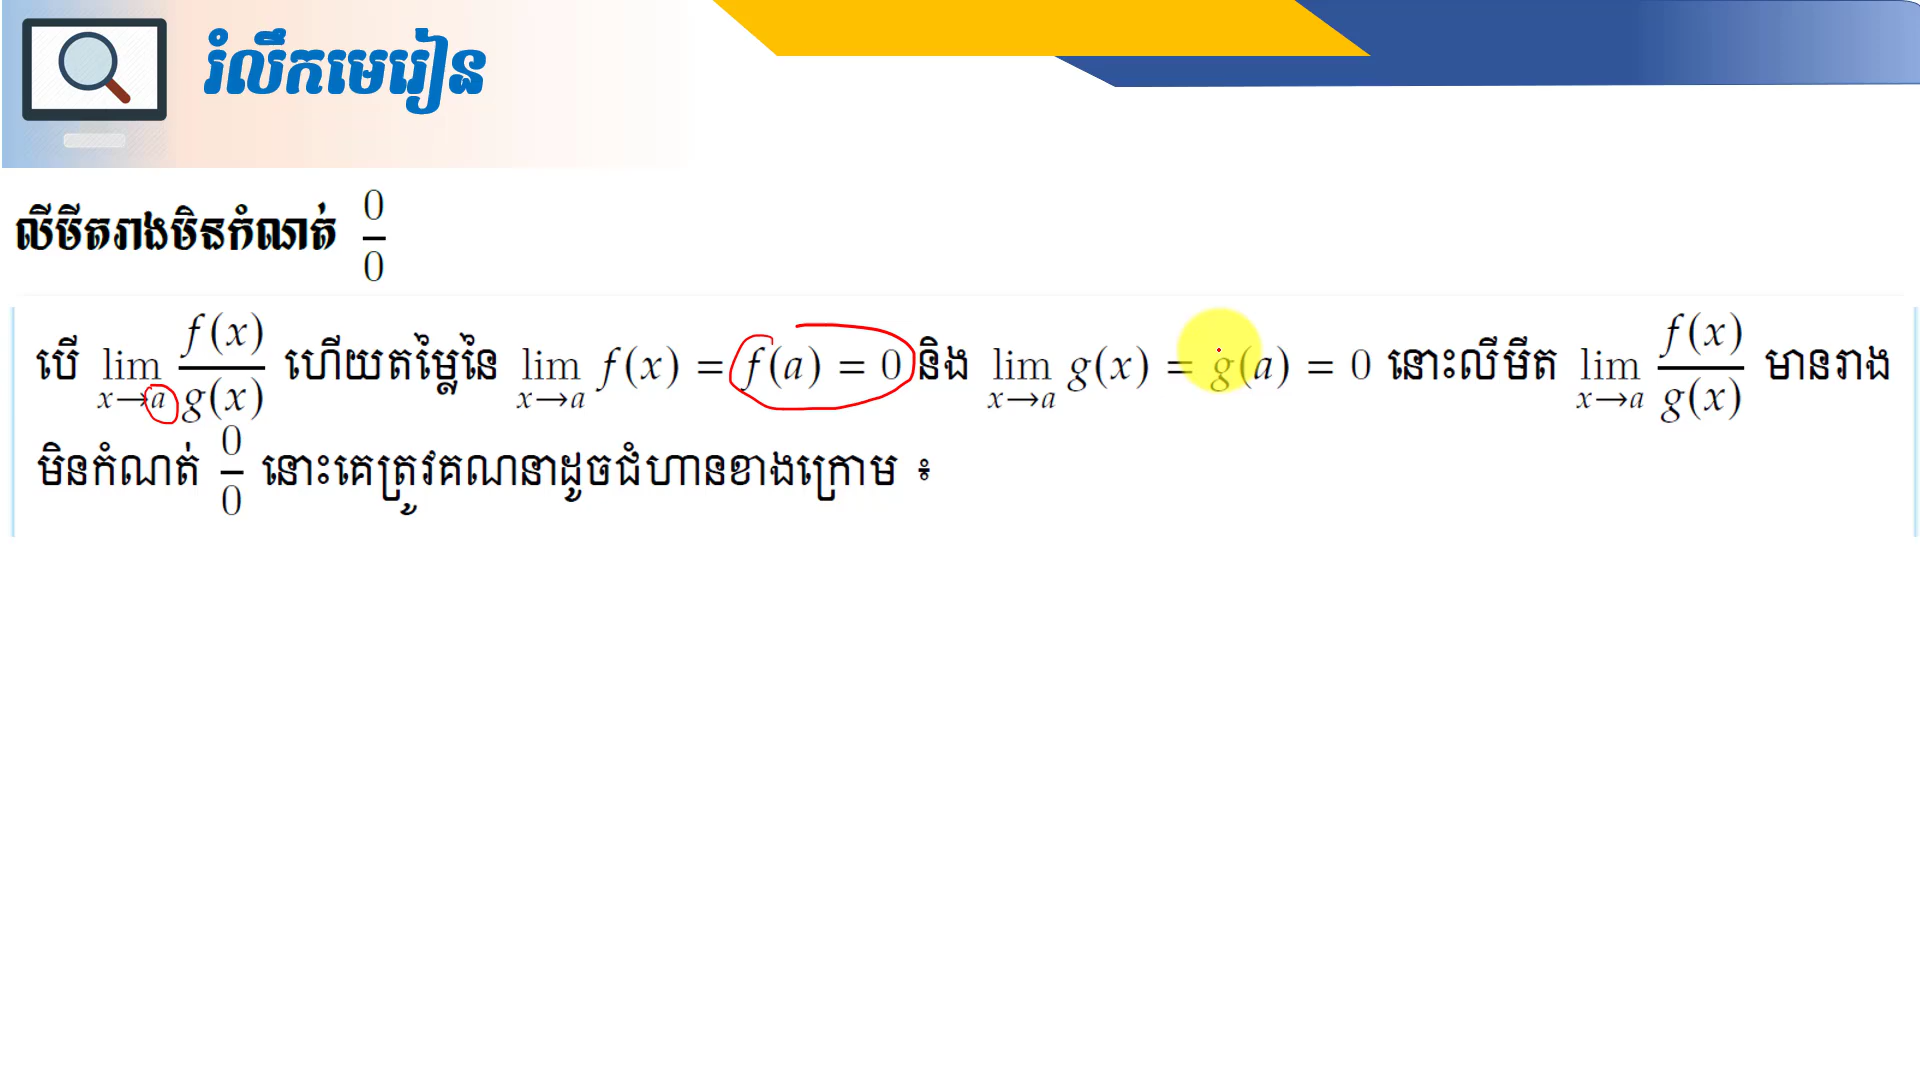 រំលឹកមេរៀន
លីមីតរាងមិនកំណត់ 0/0
បើ lim_{x→a} f(x)/g(x) ហើយតម្លៃនៃ lim_{x→a} f(x) = f(a) = 0 និង lim_{x→a} g(x) = g(a) = 0 នោះលីមីត lim_{x→a} f(x)/g(x) មានរាង
មិនកំណត់ 0/0 នោះគេត្រូវគណនាដូចជំហានខាងក្រោម ៖